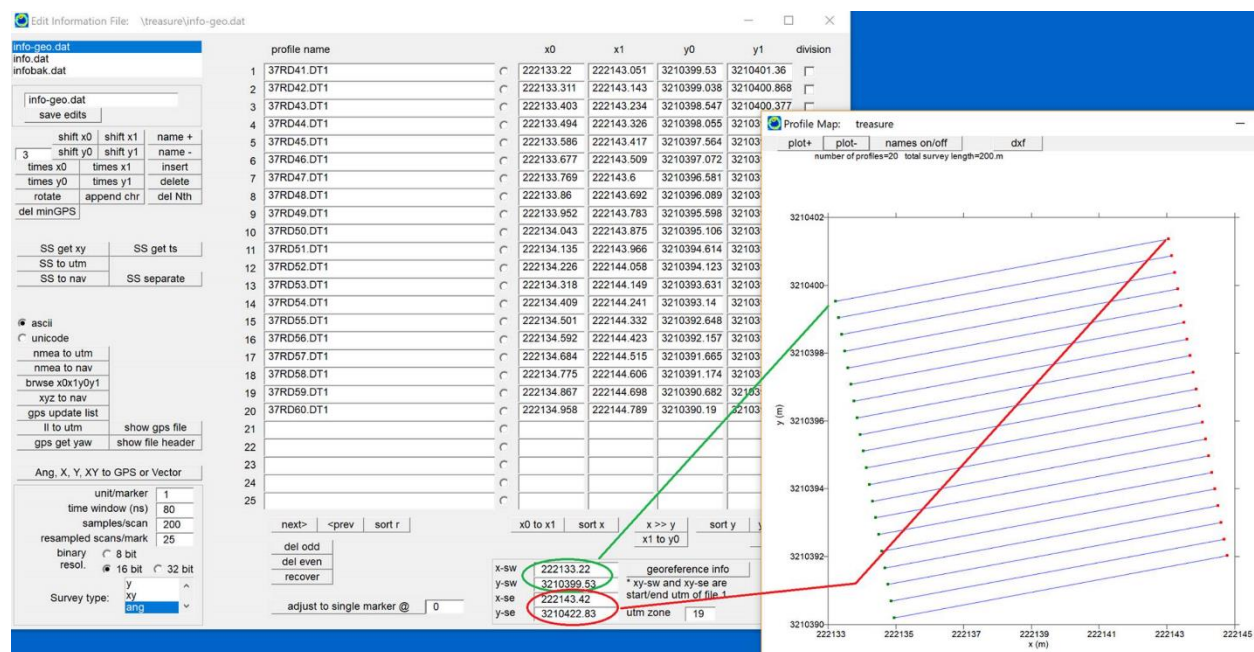 Edit Information File: \treasure\info-geo.dat
info-geo.dat
info.dat
infobak.dat
info-geo.dat
save edits
shift x0 shift x1 name +
3 shift y0 shift y1 name -
times x0 times x1 insert
times y0 times y1 delete
rotate append chr del Nth
del minGPS
SS get xy SS get ts
SS to utm
SS to nav SS separate
ascii
unicode
nmea to utm
nmea to nav
brwse x0x1y0y1
xyz to nav
gps update list
ll to utm show gps file
gps get yaw show file header
Ang, X, Y, XY to GPS or Vector
unit/marker 1
time window (ns) 80
samples/scan 200
resampled scans/mark 25
binary resol. 8 bit
16 bit 32 bit
Survey type: y
xy
ang
profile name x0 x1 y0 y1 division
1 37RD41.DT1 222133.22 222143.051 3210399.53 3210401.36
2 37RD42.DT1 222133.311 222143.143 3210399.038 3210400.868
3 37RD43.DT1 222133.403 222143.234 3210398.547 3210400.377
4 37RD44.DT1 222133.494 222143.326 3210398.055 32103
5 37RD45.DT1 222133.586 222143.417 3210397.564 32103
6 37RD46.DT1 222133.677 222143.509 3210397.072 32103
7 37RD47.DT1 222133.769 222143.6 3210396.581 32103
8 37RD48.DT1 222133.86 222143.692 3210396.089 32103
9 37RD49.DT1 222133.952 222143.783 3210395.598 32103
10 37RD50.DT1 222134.043 222143.875 3210395.106 32103
11 37RD51.DT1 222134.135 222143.966 3210394.614 32103
12 37RD52.DT1 222134.226 222144.058 3210394.123 32103
13 37RD53.DT1 222134.318 222144.149 3210393.631 32103
14 37RD54.DT1 222134.409 222144.241 3210393.14 32103
15 37RD55.DT1 222134.501 222144.332 3210392.648 32103
16 37RD56.DT1 222134.592 222144.423 3210392.157 32103
17 37RD57.DT1 222134.684 222144.515 3210391.665 32103
18 37RD58.DT1 222134.775 222144.606 3210391.174 32103
19 37RD59.DT1 222134.867 222144.698 3210390.682 32103
20 37RD60.DT1 222134.958 222144.789 3210390.19 32103
21
22
23
24
25
next> <prev sort r x0 to x1 sort x x >> y sort y y
x1 to y0
del odd
del even
recover
adjust to single marker @ 0
x-sw 222133.22 georeference info
y-sw 3210399.53 * xy-sw and xy-se are
x-se 222143.42 start/end utm of file 1
y-se 3210422.83 utm zone 19
Profile Map: treasure
plot+ plot- names on/off dxf
number of profiles=20 total survey length=200.m
3210402
3210400
3210398
3210396
3210394
3210392
3210390
y (m)
222133 222135 222137 222139 222141 222143 222145
x (m)